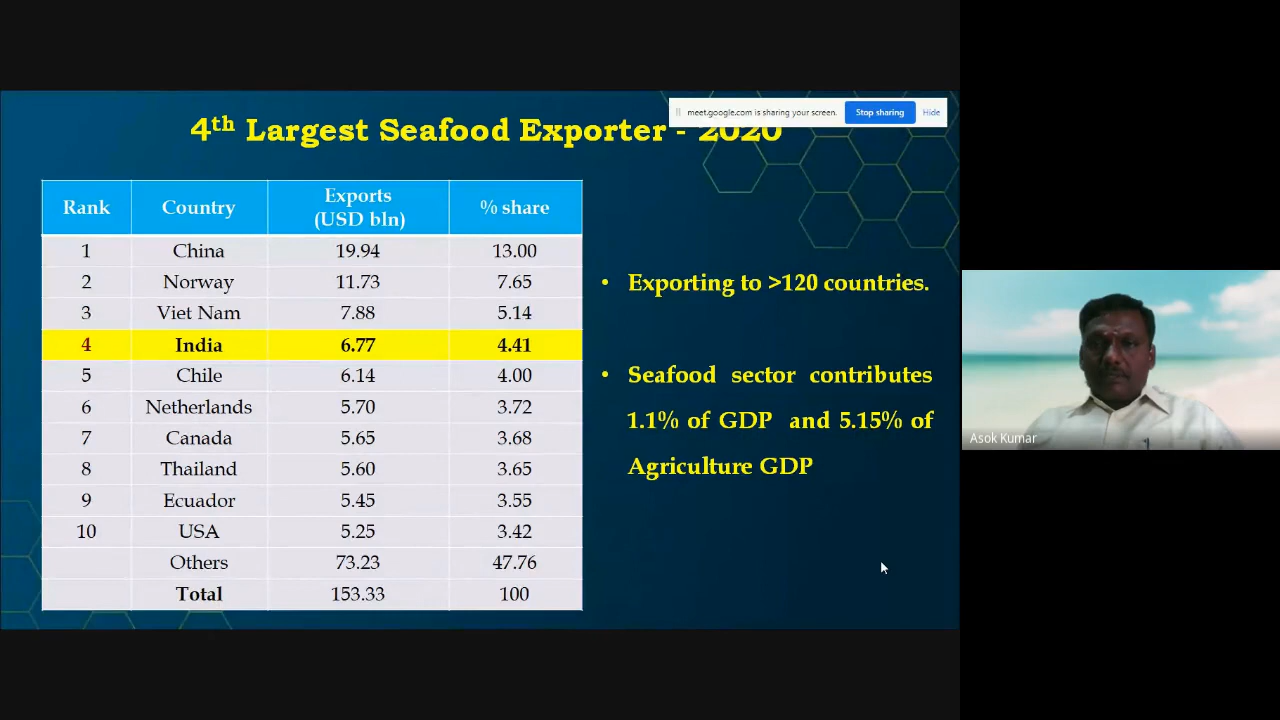 4th Largest Seafood Exporter - 2020
meet.google.com is sharing your screen. Stop sharing Hide
Rank Country Exports (USD bln) % share
1 China 19.94 13.00
2 Norway 11.73 7.65
3 Viet Nam 7.88 5.14
4 India 6.77 4.41
5 Chile 6.14 4.00
6 Netherlands 5.70 3.72
7 Canada 5.65 3.68
8 Thailand 5.60 3.65
9 Ecuador 5.45 3.55
10 USA 5.25 3.42
Others 73.23 47.76
Total 153.33 100
• Exporting to >120 countries.
• Seafood sector contributes
1.1% of GDP and 5.15% of
Agriculture GDP
Asok Kumar